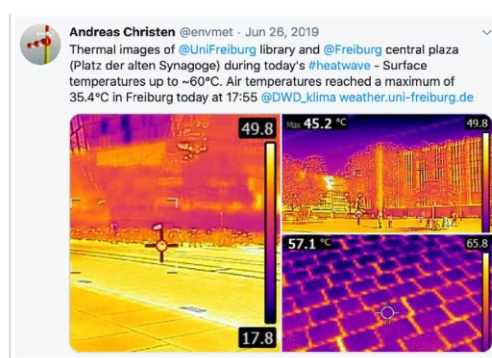 Andreas Christen @envmet · Jun 26, 2019
Thermal images of @UniFreiburg library and @Freiburg central plaza
(Platz der alten Synagoge) during today's #heatwave - Surface
temperatures up to ~60°C. Air temperatures reached a maximum of
35.4°C in Freiburg today at 17:55 @DWD_klima weather.uni-freiburg.de
49.8
17.8
Max 45.2 °C
49.8
57.1 °C
65.8